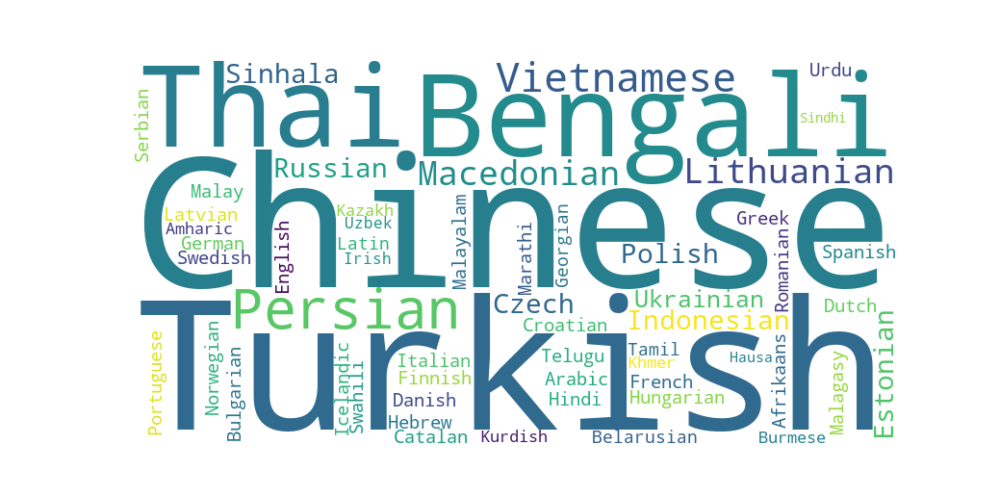 Thai
Sinhala
Vietnamese
Urdu
Serbian
Bengali
Sindhi
Chinese
Russian
Macedonian
Lithuanian
Malay
Kazakh
Latvian
Uzbek
Amharic
German
Latin
Swedish
Irish
English
Malayalam
Marathi
Georgian
Greek
Polish
Romanian
Spanish
Turkish
Persian
Czech
Ukrainian
Dutch
Croatian
Indonesian
Portuguese
Norwegian
Bulgarian
Icelandic
Swahili
Italian
Finnish
Telugu
Tamil
Khmer
Hausa
Arabic
French
Danish
Hindi
Hungarian
Afrikaans
Malagasy
Estonian
Hebrew
Catalan
Kurdish
Belarusian
Burmese